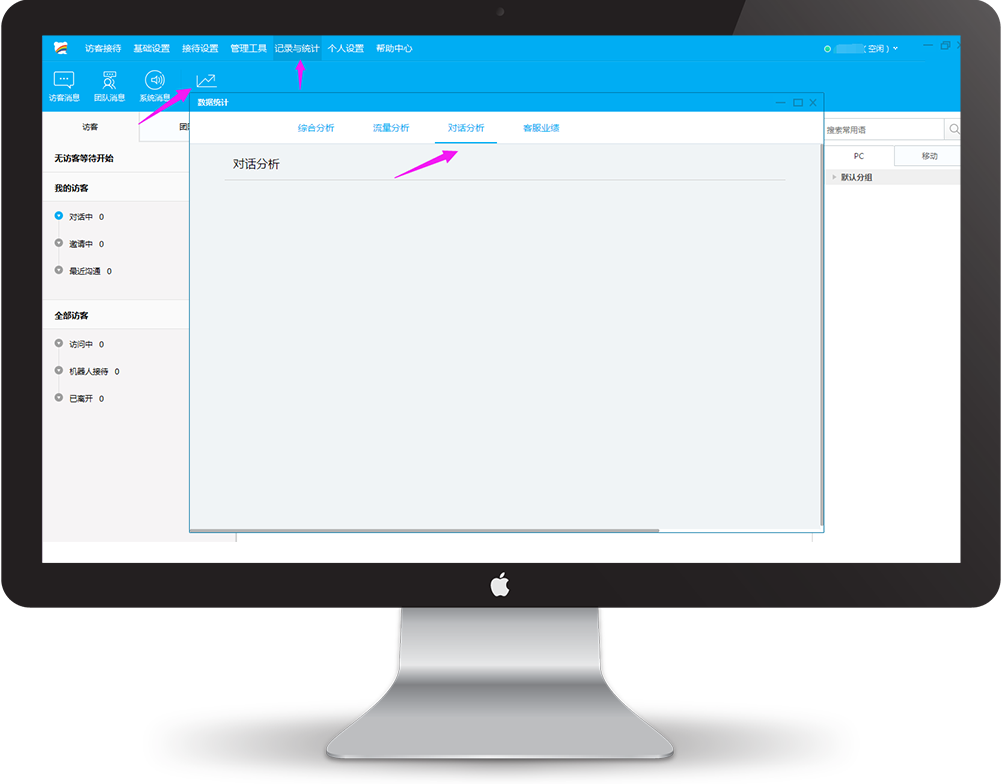 访客接待 基础设置 接待设置 管理工具 记录与统计 个人设置 帮助中心
(空闲)
访客消息 团队消息 系统消息
数据统计
综合分析 流量分析 对话分析 客服业绩
对话分析
访客 团
无访客等待开始
我的访客
对话中 0
邀请中 0
最近沟通 0
全部访客
访问中 0
机器人接待 0
已离开 0
搜索常用语
PC 移动
默认分组